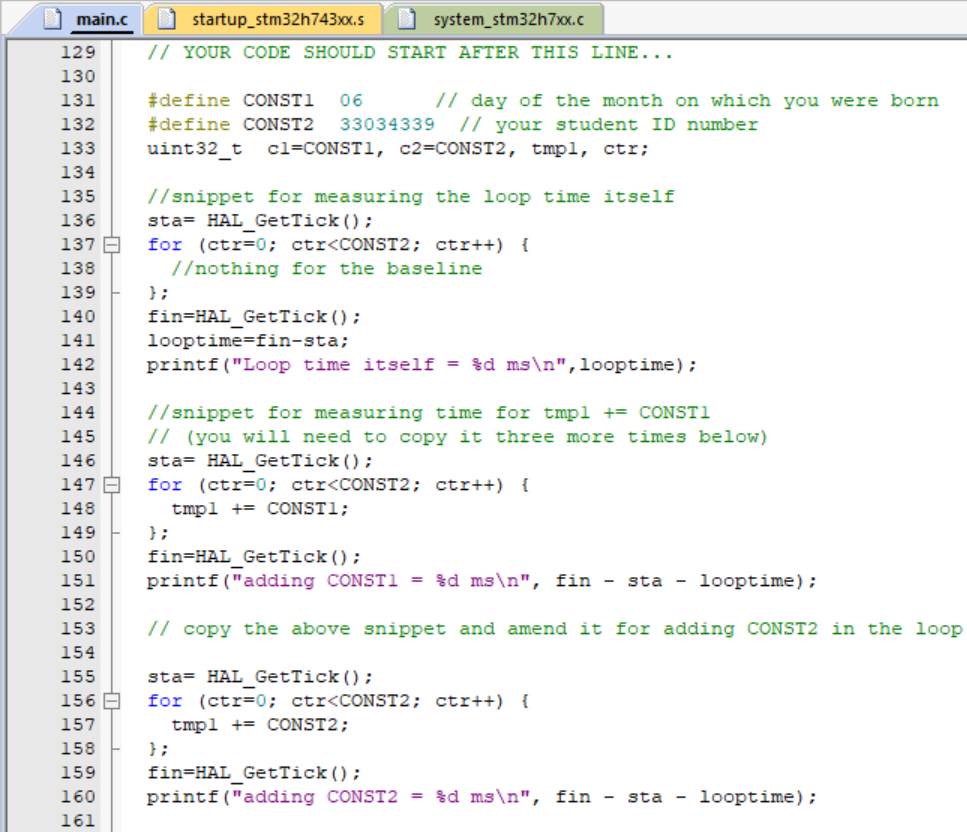 main.c startup_stm32h743xx.s system_stm32h7xx.c
129 // YOUR CODE SHOULD START AFTER THIS LINE...
130
131 #define CONST1 06 // day of the month on which you were born
132 #define CONST2 33034339 // your student ID number
133 uint32_t c1=CONST1, c2=CONST2, tmp1, ctr;
134
135 //snippet for measuring the loop time itself
136 sta= HAL_GetTick();
137 for (ctr=0; ctr<CONST2; ctr++) {
138 //nothing for the baseline
139 };
140 fin=HAL_GetTick();
141 looptime=fin-sta;
142 printf("Loop time itself = %d ms\n",looptime);
143
144 //snippet for measuring time for tmp1 += CONST1
145 // (you will need to copy it three more times below)
146 sta= HAL_GetTick();
147 for (ctr=0; ctr<CONST2; ctr++) {
148 tmp1 += CONST1;
149 };
150 fin=HAL_GetTick();
151 printf("adding CONST1 = %d ms\n", fin - sta - looptime);
152
153 // copy the above snippet and amend it for adding CONST2 in the loop
154
155 sta= HAL_GetTick();
156 for (ctr=0; ctr<CONST2; ctr++) {
157 tmp1 += CONST2;
158 };
159 fin=HAL_GetTick();
160 printf("adding CONST2 = %d ms\n", fin - sta - looptime);
161